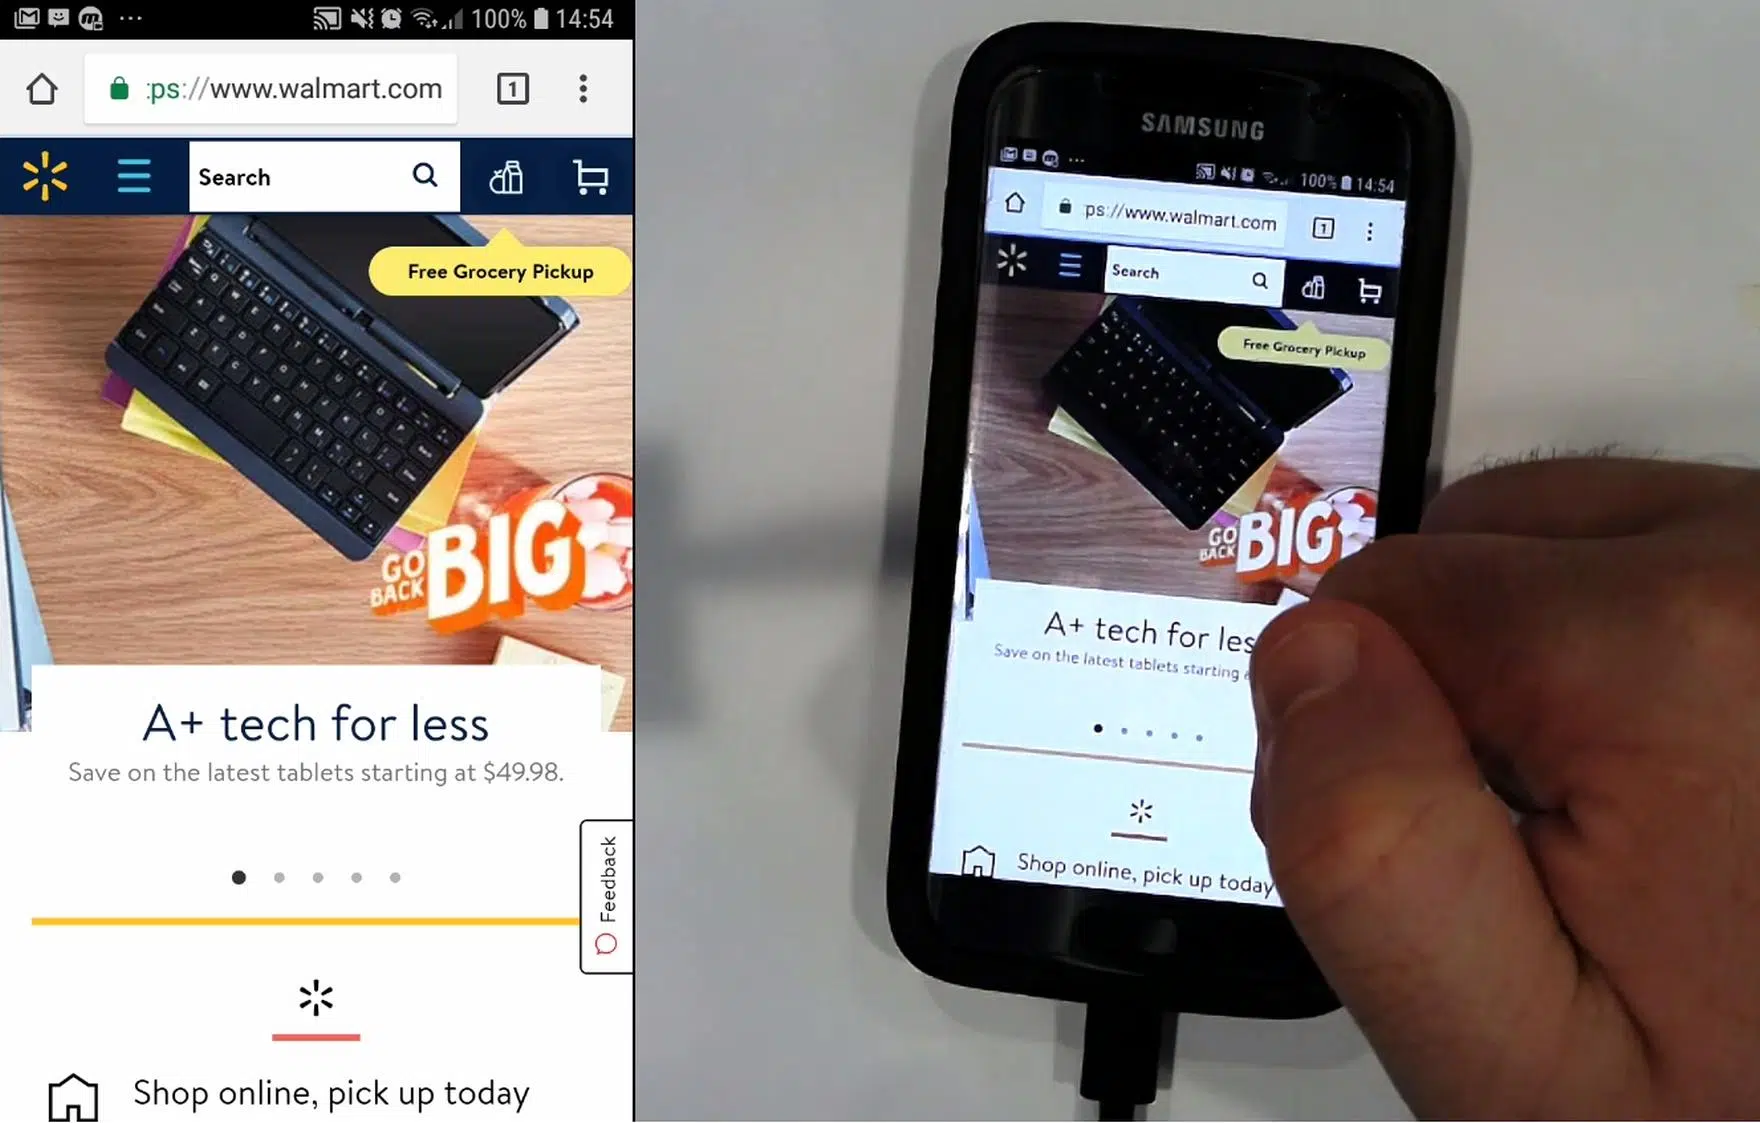 100% 14:54
:ps://www.walmart.com
1
Search
Free Grocery Pickup
GO BACK BIG
A+ tech for less
Save on the latest tablets starting at $49.98.
Feedback
Shop online, pick up today
SAMSUNG
100% 14:54
ps://www.walmart.com
1
Search
Free Grocery Pickup
GO BACK BIG
A+ tech for les
Save on the latest tablets starting
Shop online, pick up today